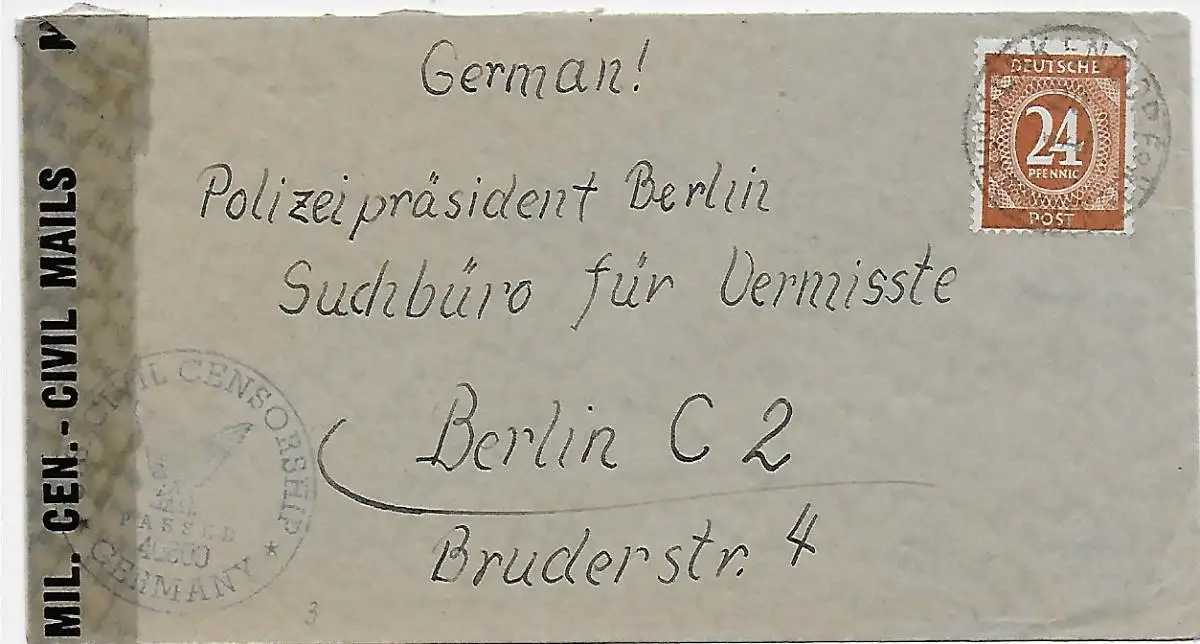 MIL. CEN. - CIVIL MAILS
German!
DEUTSCHE
24
PFENNIG
POST
Polizeipräsident Berlin
Suchbüro für Vermisste
Berlin C 2
Bruderstr. 4
CIVIL CENSORSHIP
PASSED
GERMANY
3